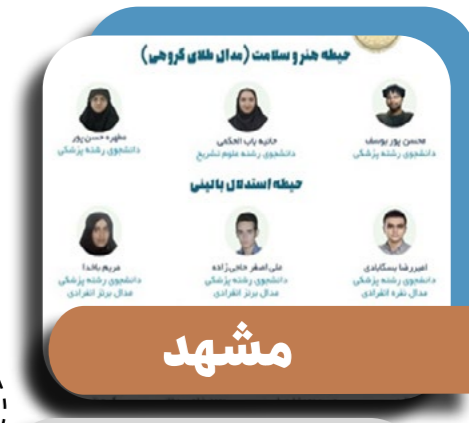 حیطه هنر و سلامت (مدال طلای گروهی)
محسن پور یوسف
دانشجوی رشته پزشکی
حانیه باب الحکمی
دانشجوی رشته علوم تشریح
مطهره حسن پور
دانشجوی رشته پزشکی
حیطه استدلال بالینی
امیررضا بسکابادی
دانشجوی رشته پزشکی
مدال نقره انفرادی
علی اصغر حاجی زاده
دانشجوی رشته پزشکی
مدال برنز انفرادی
مریم باخدا
دانشجوی رشته پزشکی
مدال برنز انفرادی
مشهد